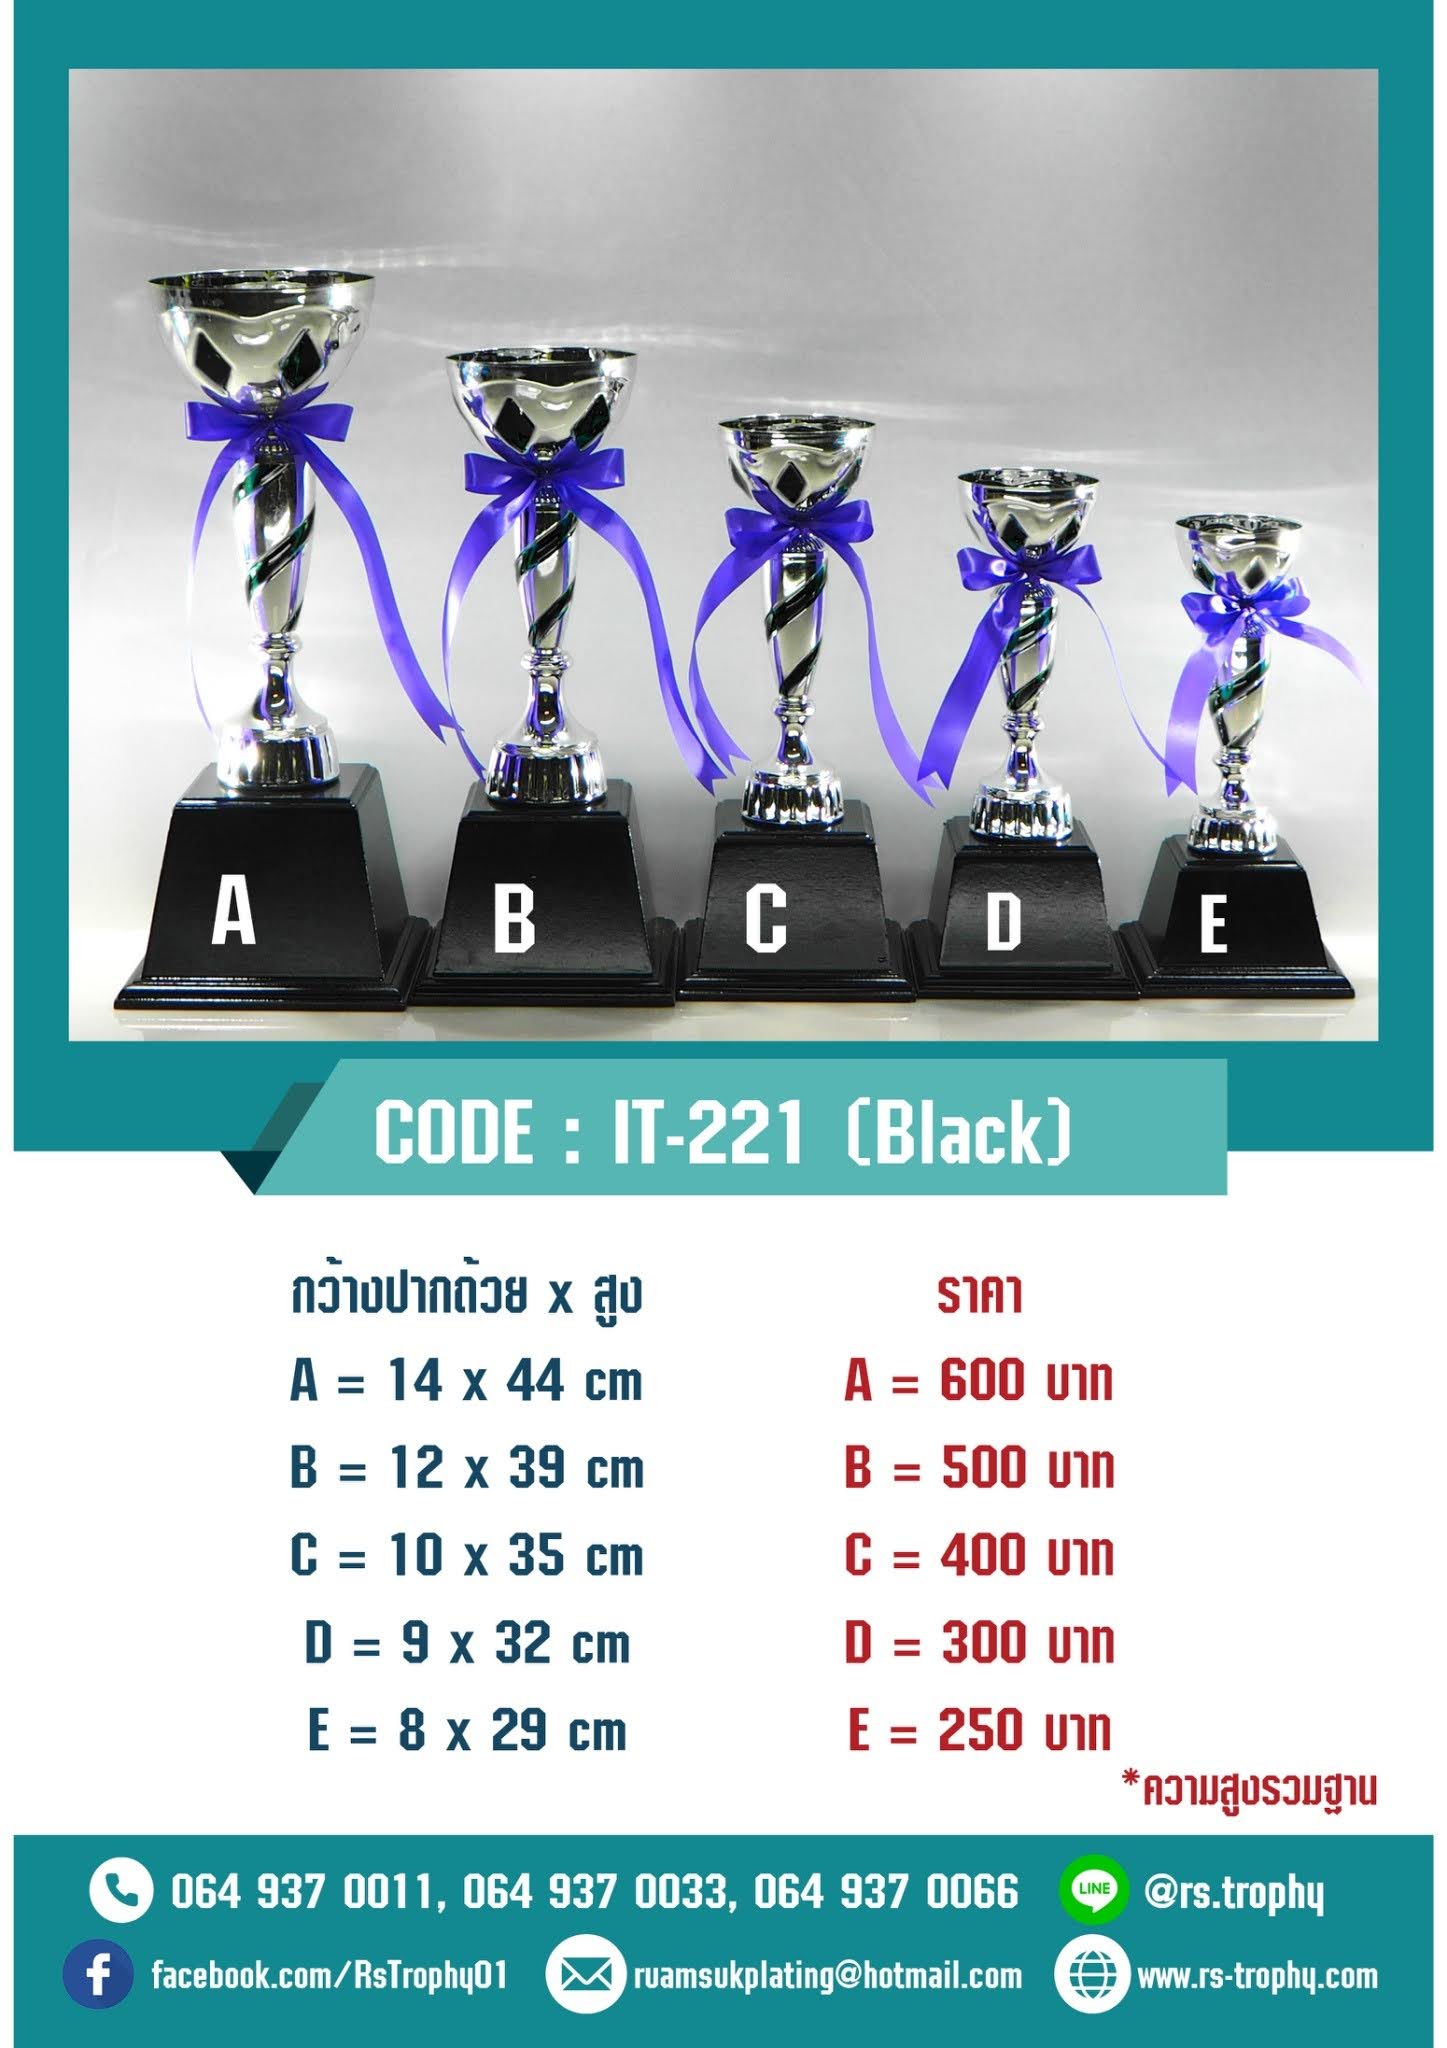 A
B
C
D
E
CODE : IT-221 (Black)
กว้างปากถ้วย x สูง
A = 14 x 44 cm
B = 12 x 39 cm
C = 10 x 35 cm
D = 9 x 32 cm
E = 8 x 29 cm
ราคา
A = 600 บาท
B = 500 บาท
C = 400 บาท
D = 300 บาท
E = 250 บาท
*ความสูงรวมฐาน
064 937 0011, 064 937 0033, 064 937 0066
LINE
@rs.trophy
f
facebook.com/RsTrophy01
ruamsukplating@hotmail.com
www.rs-trophy.com